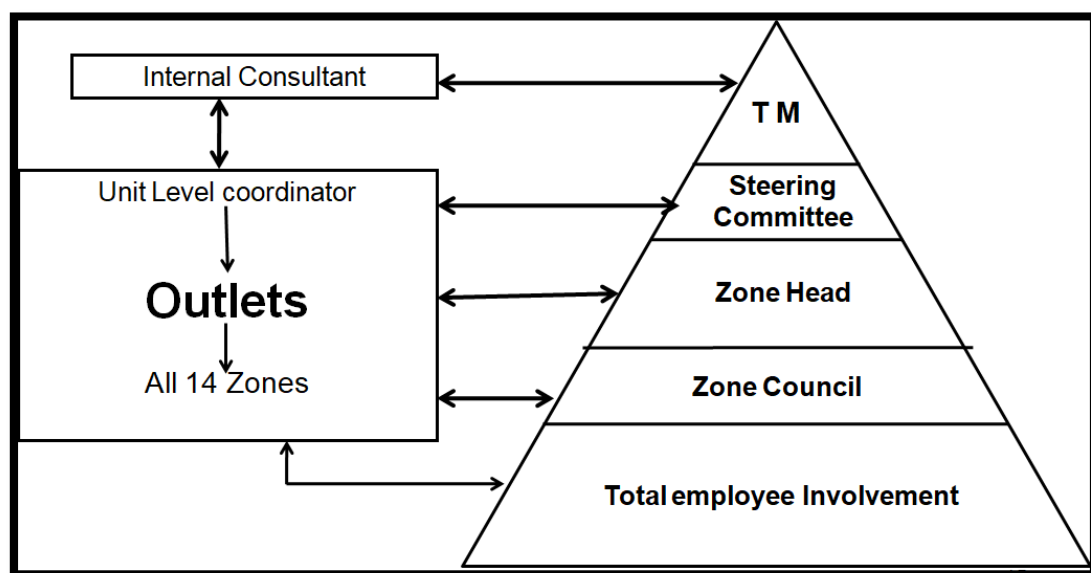 Internal Consultant
T M
Unit Level coordinator
Steering
Committee
Outlets
Zone Head
All 14 Zones
Zone Council
Total employee Involvement